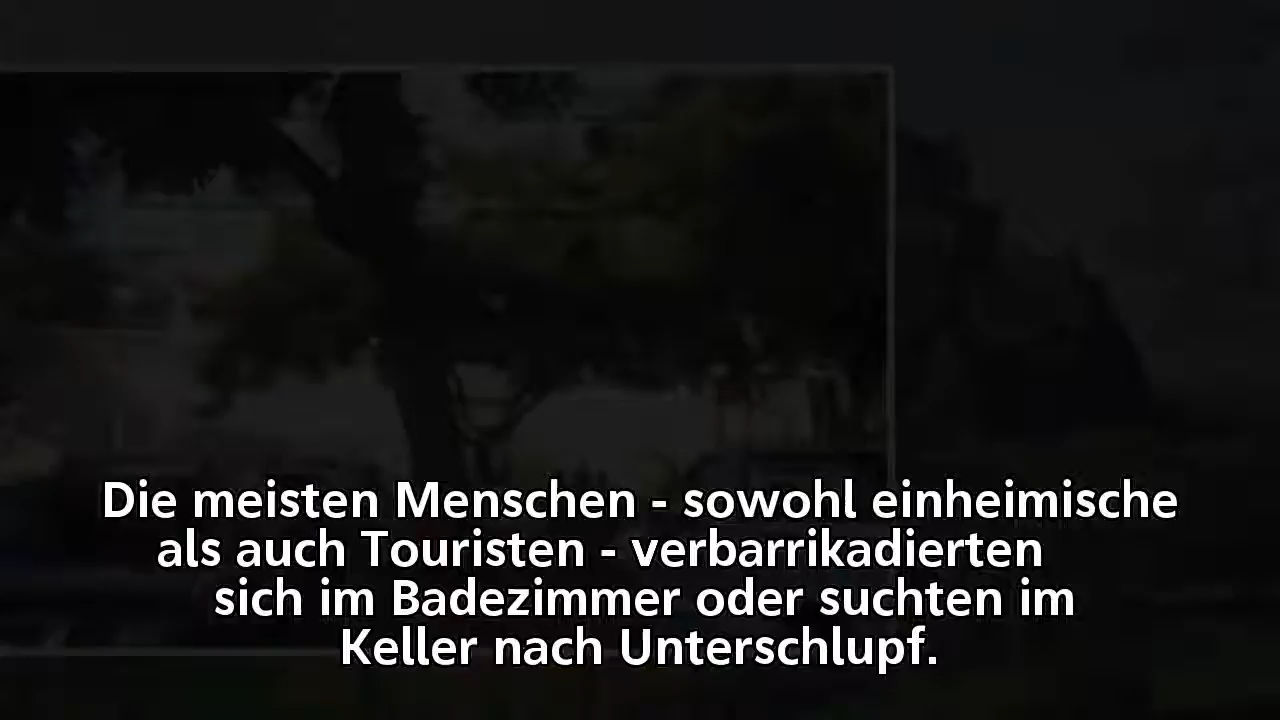 Die meisten Menschen - sowohl einheimische
als auch Touristen - verbarrikadierten
sich im Badezimmer oder suchten im
Keller nach Unterschlupf.